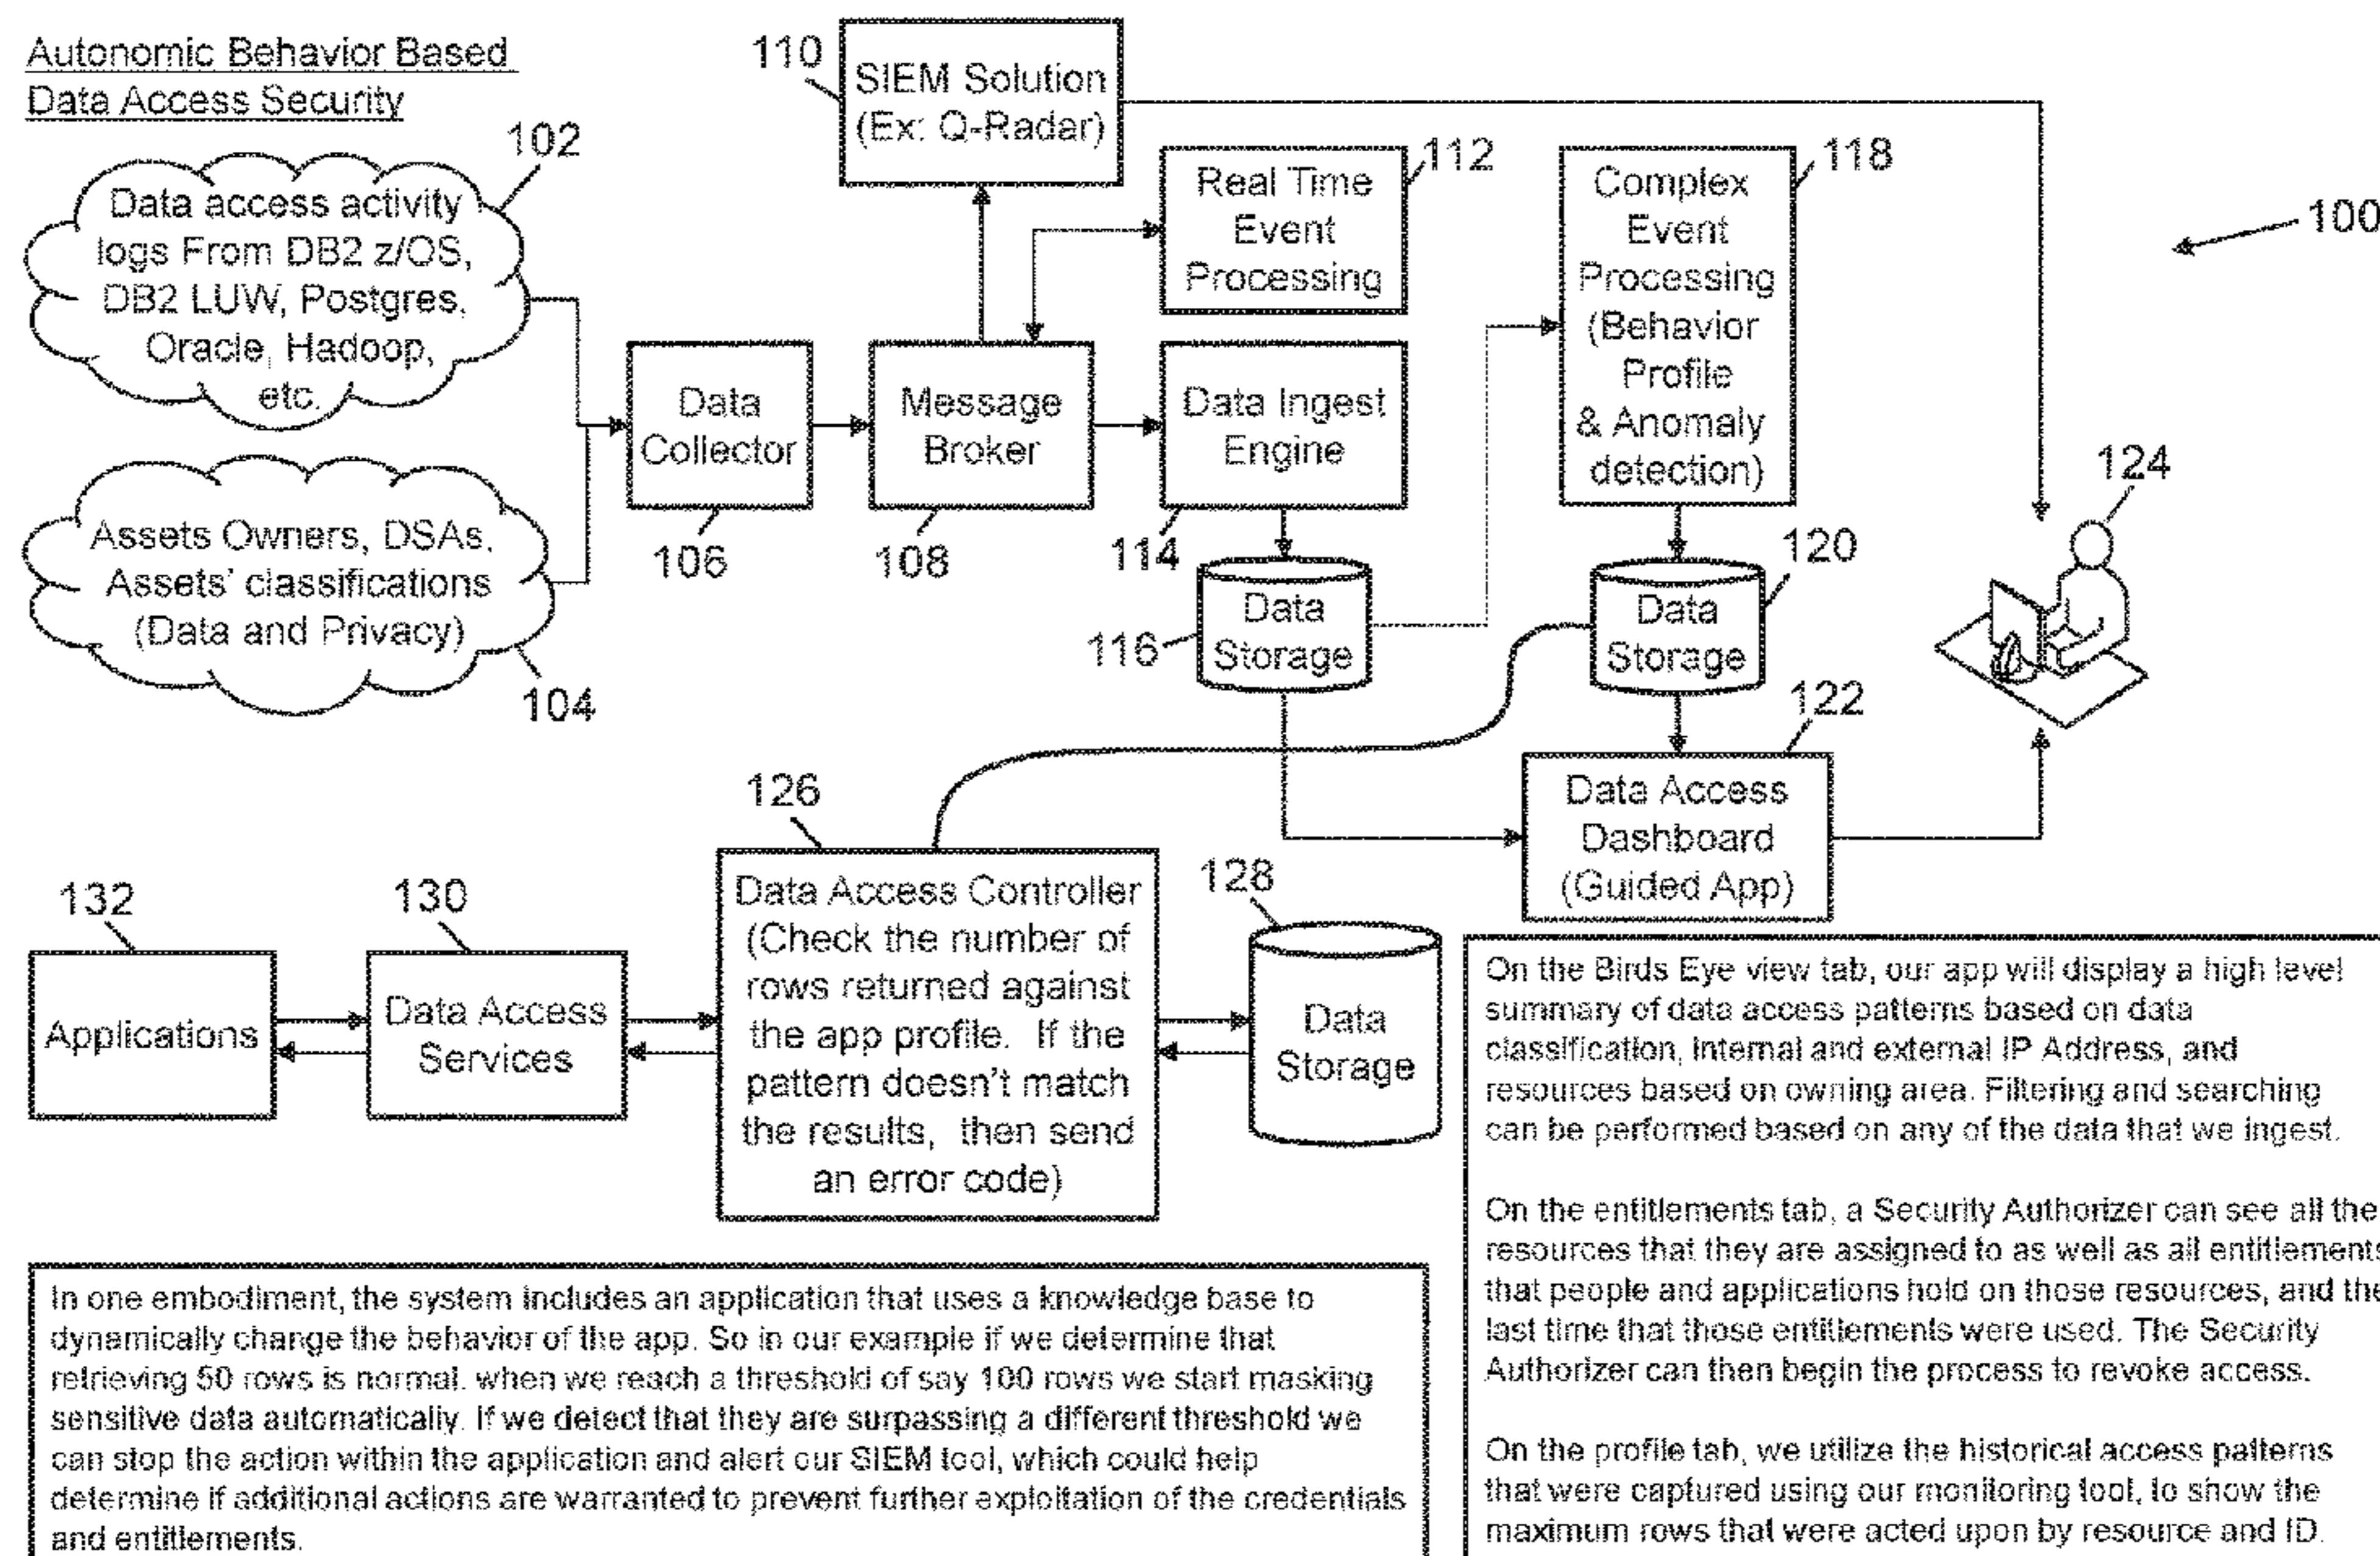 Autonomic Behavior Based
Data Access Security
102
Data access activity
logs From DB2 z/OS,
DB2 LUW, Postgres,
Oracle, Hadoop,
etc.
Assets Owners, DSAs,
Assets' classifications
(Data and Privacy)
104
Data
Collector
106
Message
Broker
108
110
SIEM Solution
(Ex: Q-Radar)
Real Time
Event
Processing
112
Data Ingest
Engine
114
Data
Storage
116
Complex
Event
Processing
(Behavior
Profile
& Anomaly
detection)
118
Data
Storage
120
100
124
122
Data Access
Dashboard
(Guided App)
132
Applications
130
Data Access
Services
126
Data Access Controller
(Check the number of
rows returned against
the app profile. If the
pattern doesn't match
the results, then send
an error code)
128
Data
Storage
In one embodiment, the system includes an application that uses a knowledge base to
dynamically change the behavior of the app. So in our example if we determine that
retrieving 50 rows is normal. when we reach a threshold of say 100 rows we start masking
sensitive data automatically. If we detect that they are surpassing a different threshold we
can stop the action within the application and alert our SIEM tool, which could help
determine if additional actions are warranted to prevent further exploitation of the credentials
and entitlements.
On the Birds Eye view tab, our app will display a high level
summary of data access patterns based on data
classification, Internal and external IP Address, and
resources based on owning area. Filtering and searching
can be performed based on any of the data that we ingest.
On the entitlements tab, a Security Authorizer can see all the
resources that they are assigned to as well as all entitlements
that people and applications hold on those resources, and the
last time that those entitlements were used. The Security
Authorizer can then begin the process to revoke access.
On the profile tab, we utilize the historical access patterns
that were captured using our monitoring tool, to show the
maximum rows that were acted upon by resource and ID.